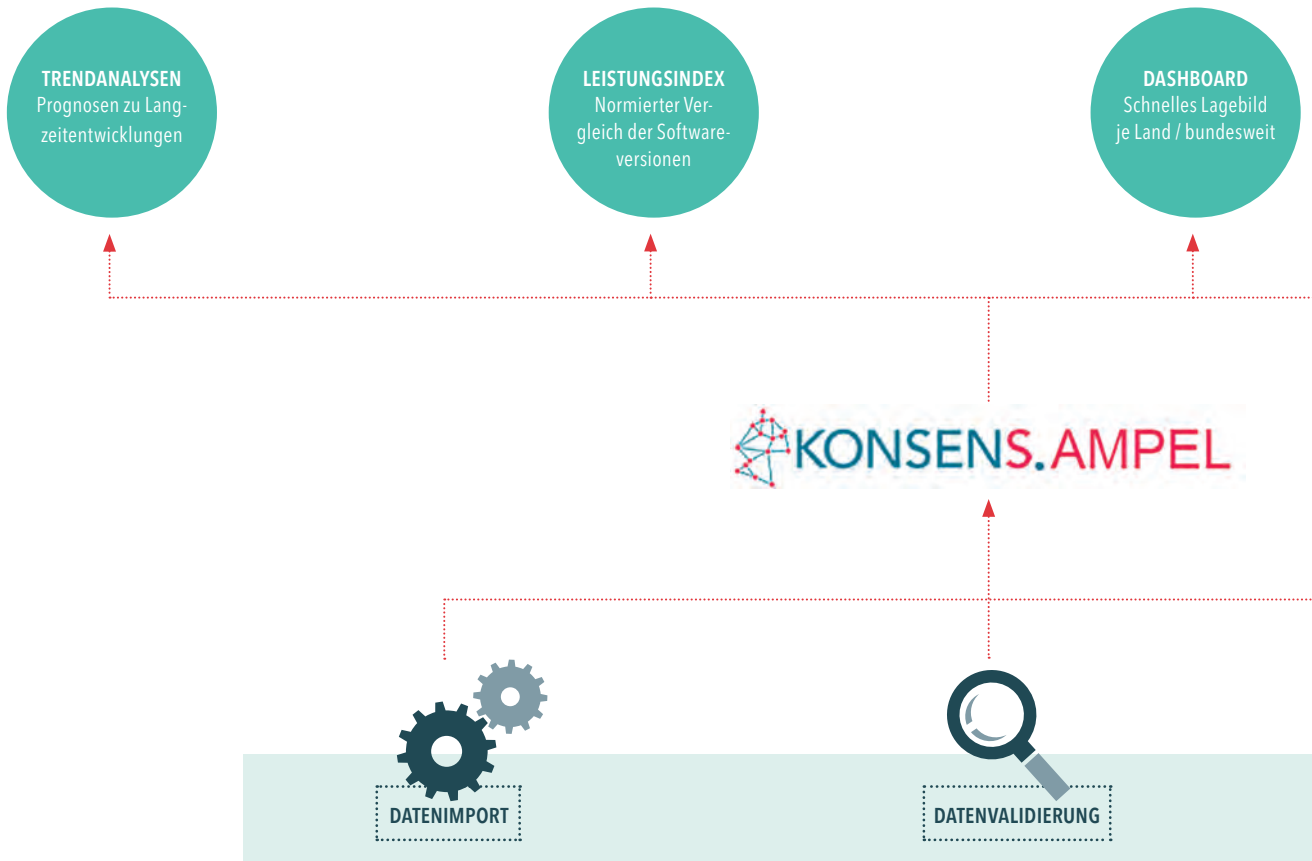 TRENDANALYSEN
Prognosen zu Lang-
zeitentwicklungen
LEISTUNGSINDEX
Normierter Ver-
gleich der Software-
versionen
DASHBOARD
Schnelles Lagebild
je Land / bundesweit
KONSENS.AMPEL
DATENIMPORT
DATENVALIDIERUNG